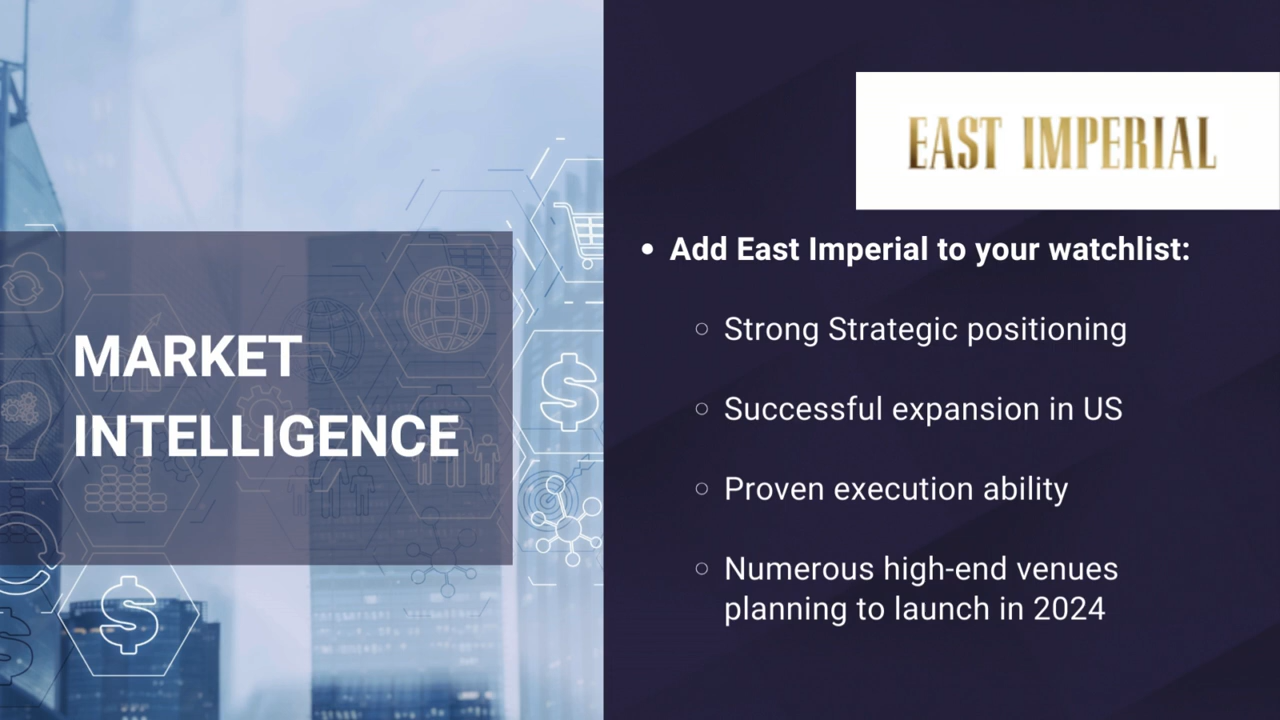 MARKET
INTELLIGENCE
EAST IMPERIAL
• Add East Imperial to your watchlist:
○ Strong Strategic positioning
○ Successful expansion in US
○ Proven execution ability
○ Numerous high-end venues
planning to launch in 2024